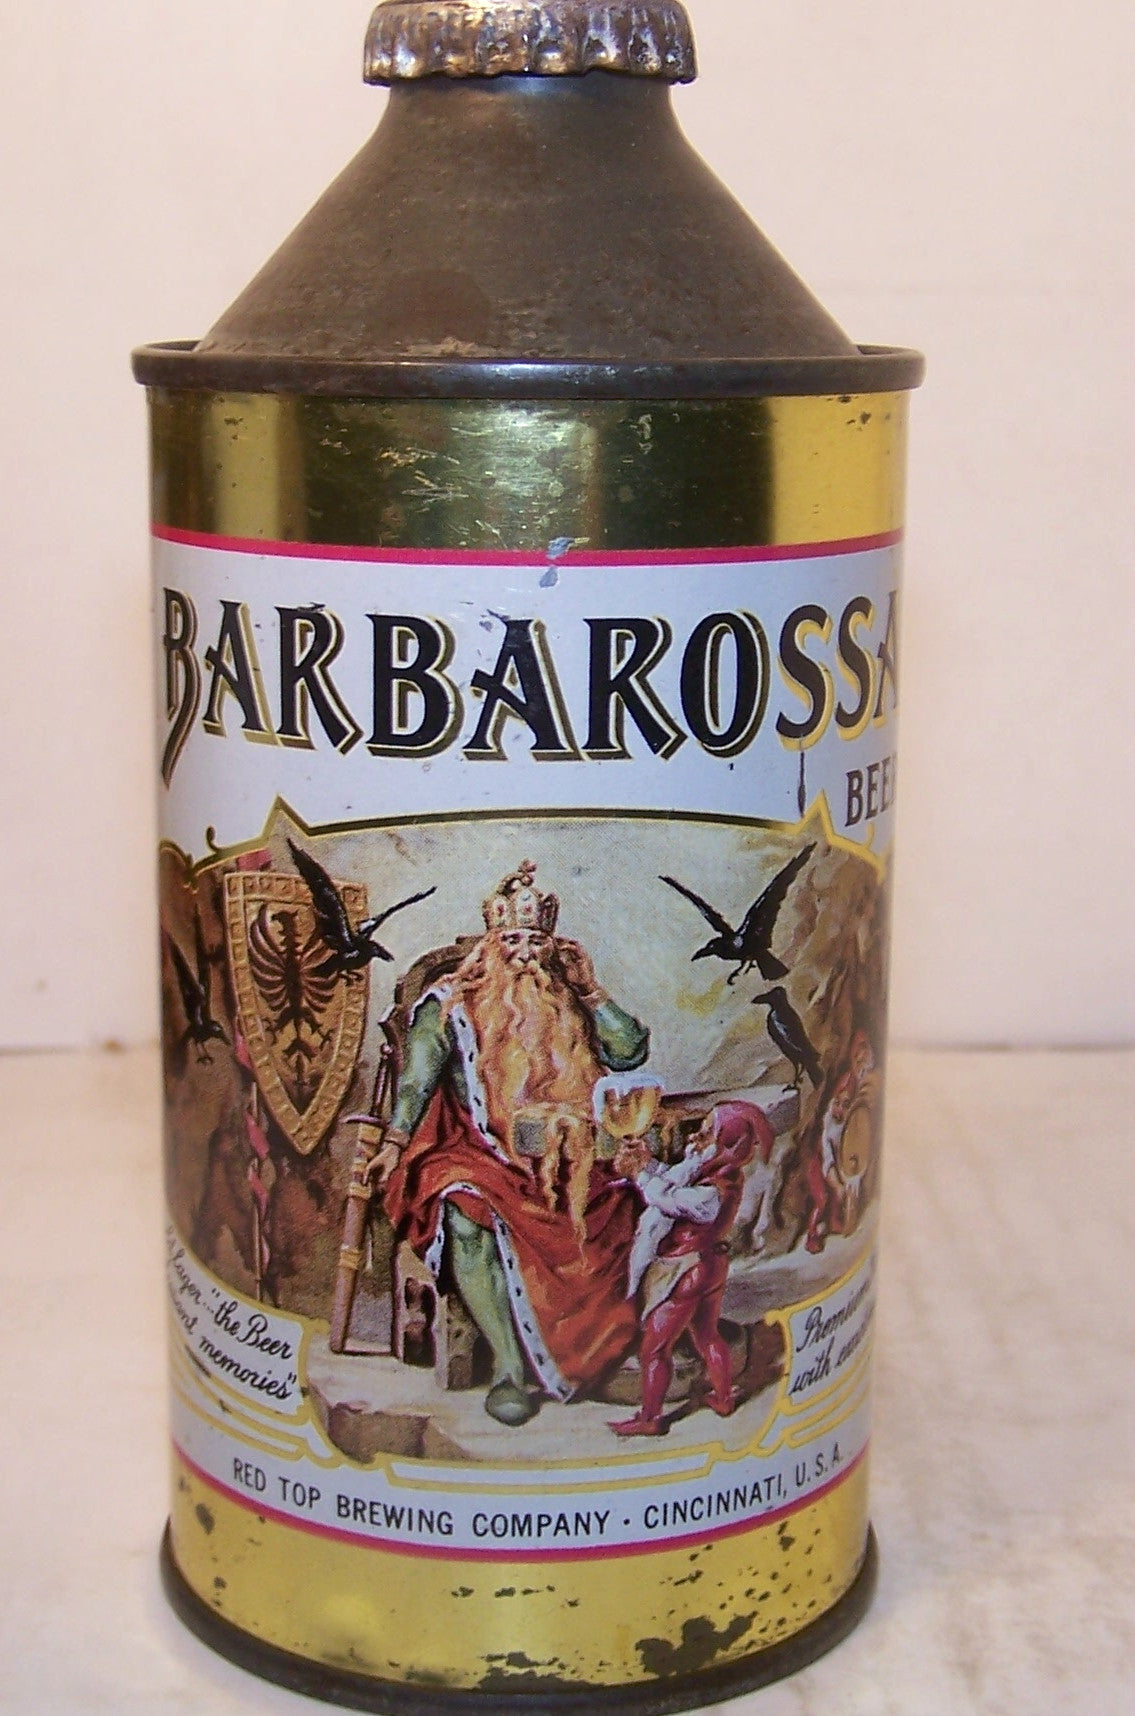 BARBAROSSA
BEER
Lager... "the Beer
memories"
Premium
with
RED TOP BREWING COMPANY · CINCINNATI, U.S.A.